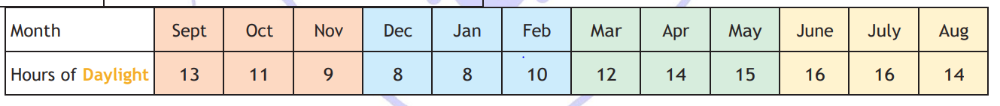 Month Sept Oct Nov Dec Jan Feb Mar Apr May June July Aug
Hours of Daylight 13 11 9 8 8 10 12 14 15 16 16 14